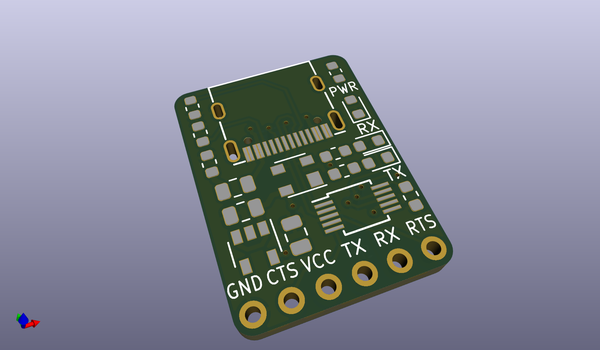 PWR
RX
TX
GND CTS VCC TX RX RTS